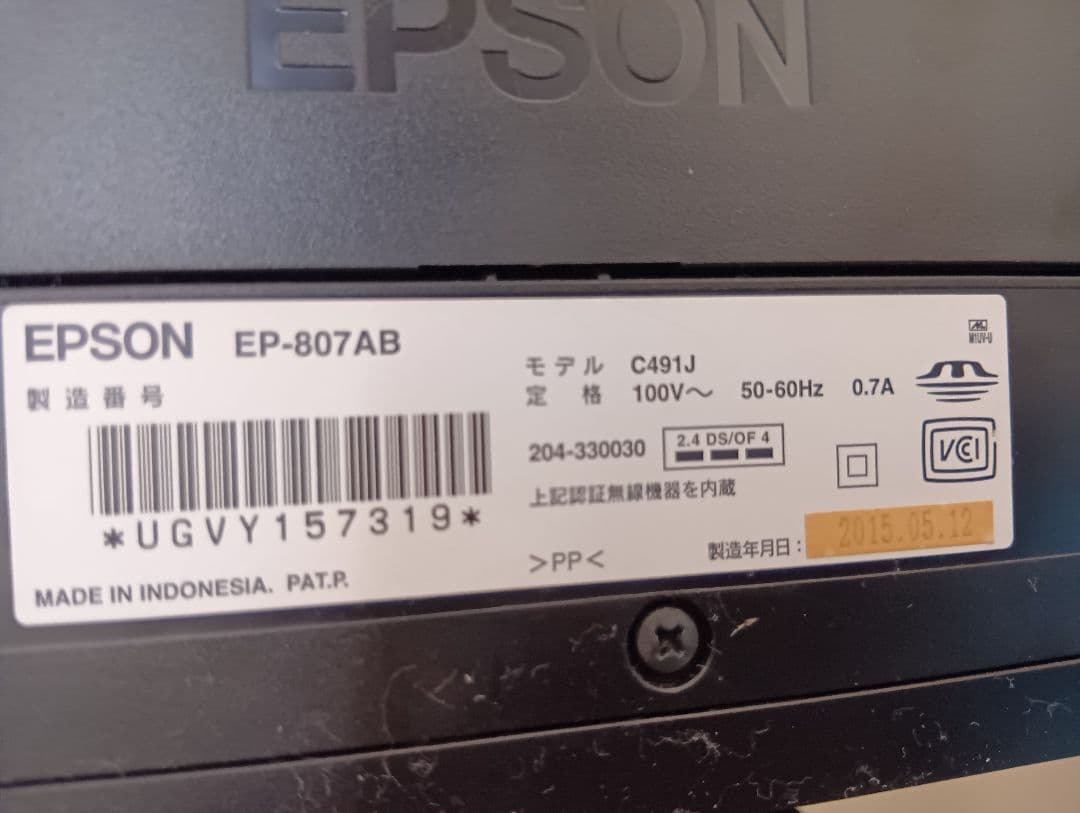 EPSON
EPSON EP-807AB
製造番号
*UGVY157319*
MADE IN INDONESIA. PAT.P.
モデル C491J
定 格 100V～ 50-60Hz 0.7A
204-330030 2.4 DS/OF 4
上記認証無線機器を内蔵
>PP<
製造年月日： 2015.05.12
M1UV-U
VCI